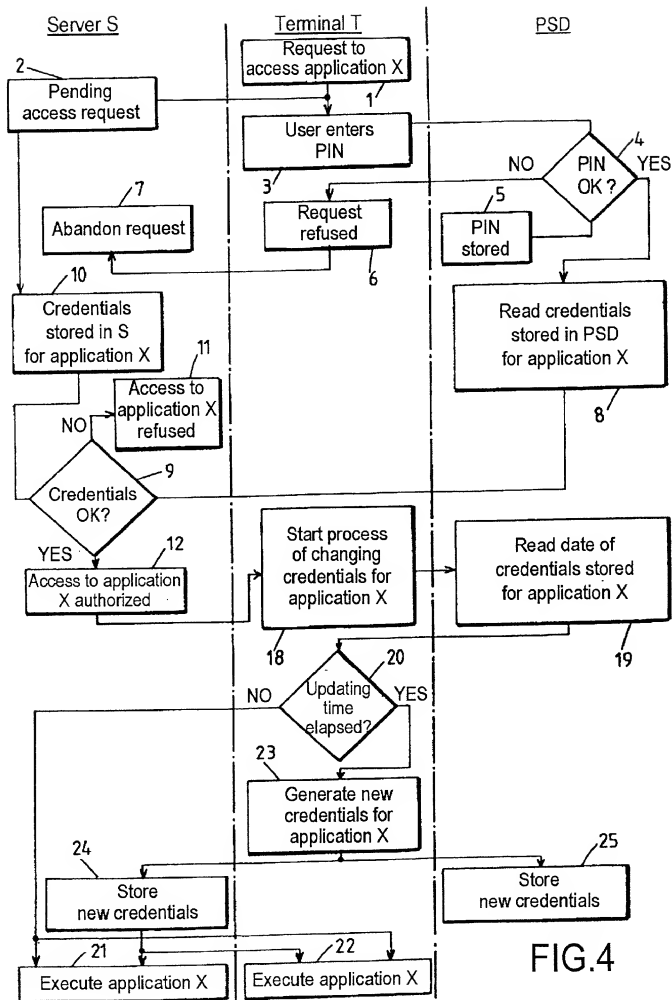 Server S
Terminal T
PSD
Request to
access application X
1
2
Pending
access request
User enters
PIN
3
4
PIN
OK ?
NO
YES
5
PIN
stored
Request
refused
6
7
Abandon request
10
Credentials
stored in S
for application X
Read credentials
stored in PSD
for application X
8
11
Access to
application X
refused
NO
9
Credentials
OK?
YES
12
Access to application
X authorized
Start process
of changing
credentials for
application X
18
Read date of
credentials stored
for application X
19
20
Updating
time
elapsed?
NO
YES
23
Generate new
credentials for
application X
24
Store
new credentials
25
Store
new credentials
21
Execute application X
22
Execute application X
FIG.4